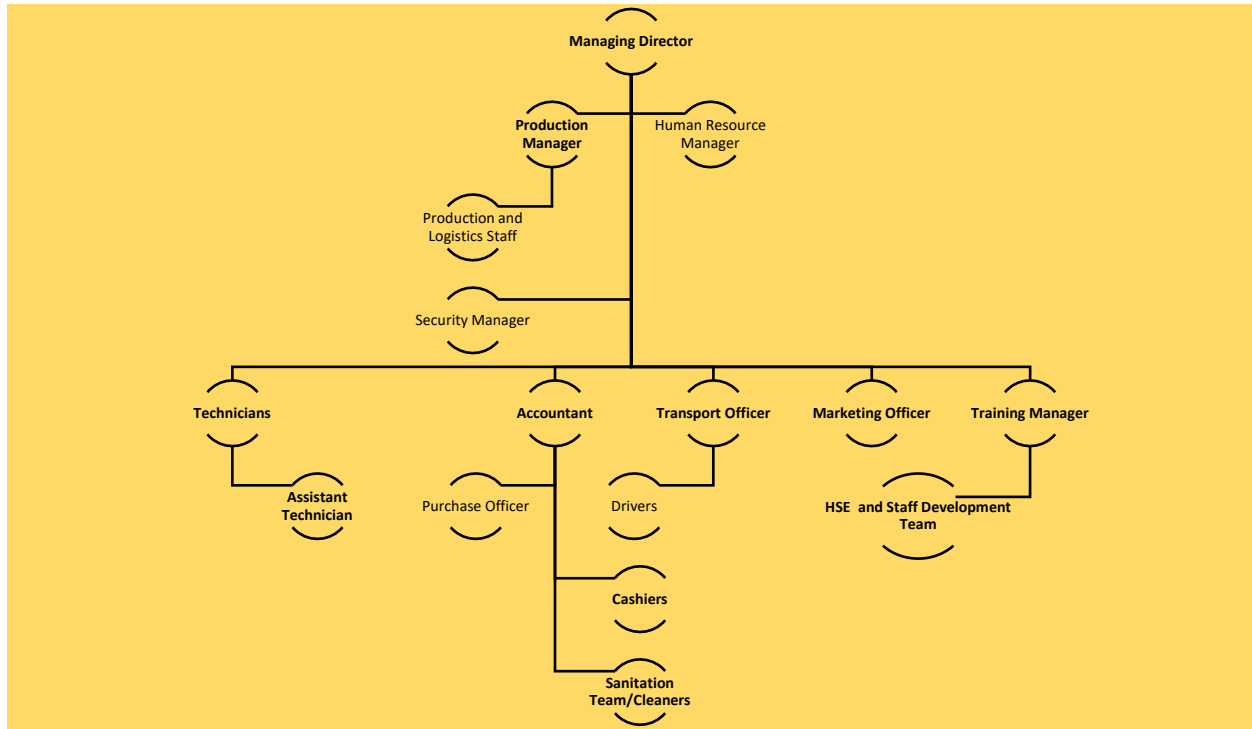 Managing Director
Production
Manager
Human Resource
Manager
Production and
Logistics Staff
Security Manager
Technicians
Accountant
Transport Officer
Marketing Officer
Training Manager
Assistant
Technician
Purchase Officer
Drivers
HSE  and Staff Development
Team
Cashiers
Sanitation
Team/Cleaners